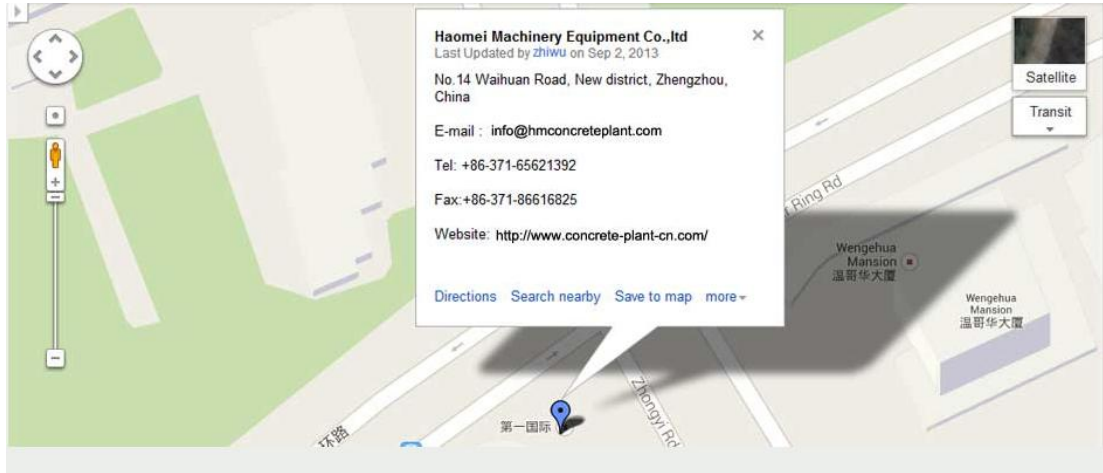 Haomei Machinery Equipment Co.,ltd
Last Updated by zhiwu on Sep 2, 2013
No.14 Waihuan Road, New district, Zhengzhou,
China
E-mail : info@hmconcreteplant.com
Tel: +86-371-65621392
Fax:+86-371-86616825
Website: http://www.concrete-plant-cn.com/
Directions Search nearby Save to map more
Satellite
Transit
Ring Rd
Wengehua
Mansion
温哥华大厦
Wengehua
Mansion
温哥华大厦
Zhongyi Rd
第一国际
环路